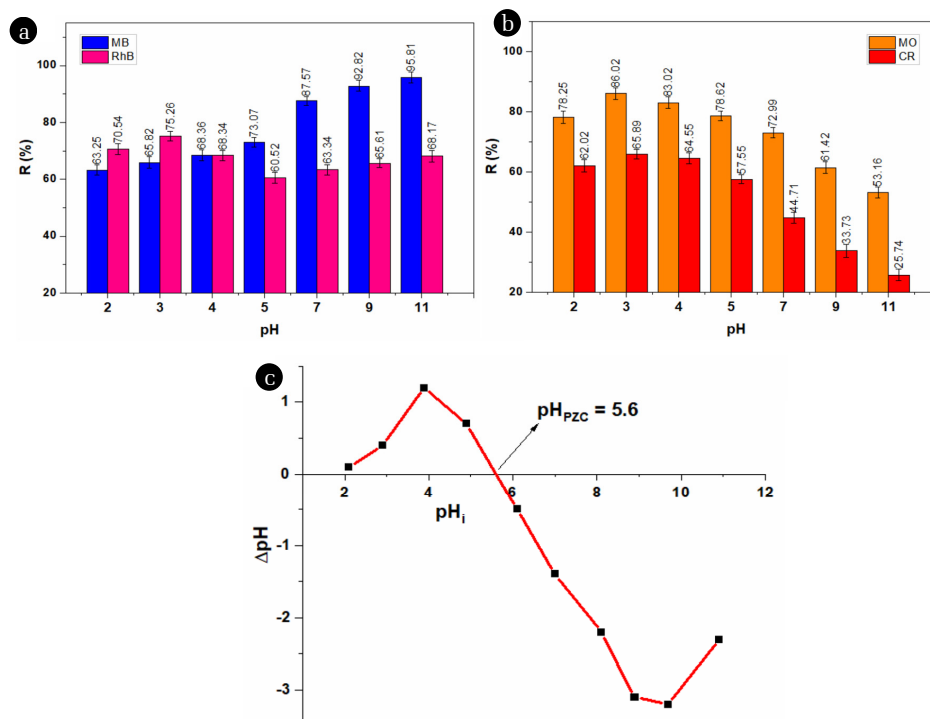 a
MB
RhB
R (%)
100
80
60
40
20
63.25
70.54
65.82
75.26
68.36
68.34
73.07
60.52
87.57
63.34
92.82
65.61
95.81
68.17
2 3 4 5 7 9 11
pH
b
MO
CR
R (%)
100
80
60
40
20
78.25
62.02
86.02
65.89
83.02
64.55
78.62
57.55
72.99
44.71
61.42
33.73
53.16
25.74
2 3 4 5 7 9 11
pH
c
pHPZC = 5.6
ΔpH
1
0
-1
-2
-3
2 4 6 8 10 12
pHi